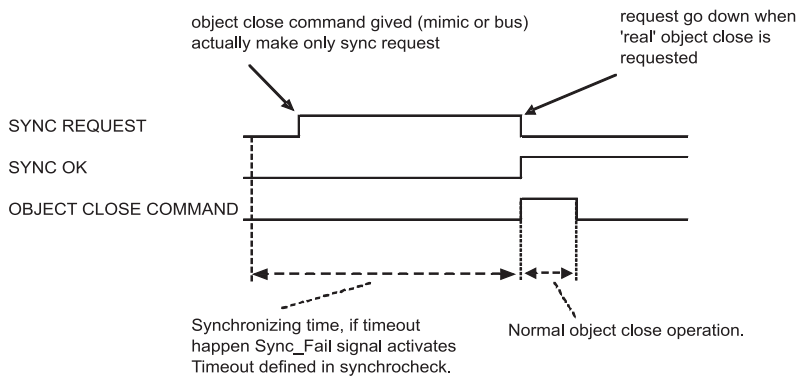 object close command gived (mimic or bus)
actually make only sync request
request go down when
'real' object close is
requested
SYNC REQUEST
SYNC OK
OBJECT CLOSE COMMAND
Synchronizing time, if timeout
happen Sync_Fail signal activates
Timeout defined in synchrocheck.
Normal object close operation.